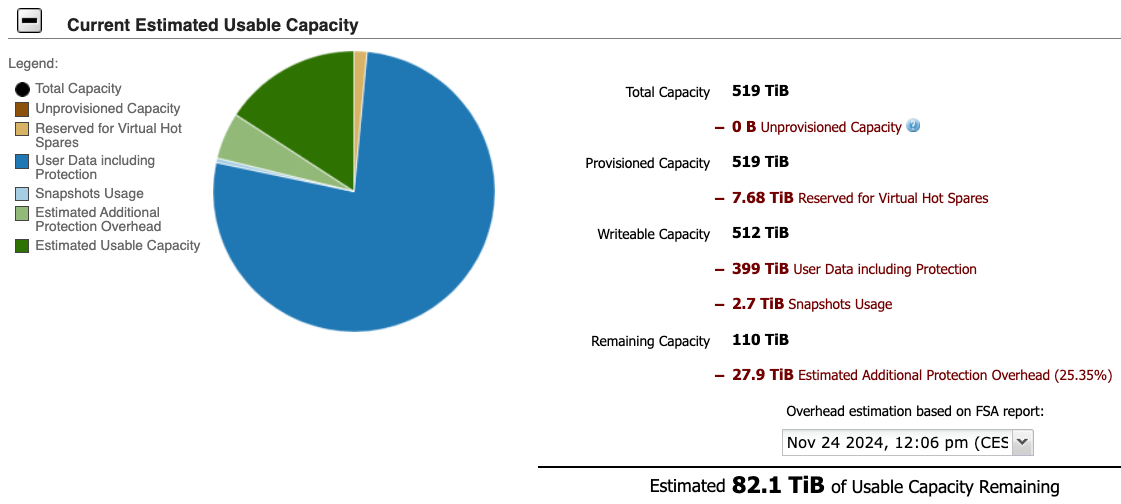 Current Estimated Usable Capacity
Legend:
Total Capacity
Unprovisioned Capacity
Reserved for Virtual Hot
Spares
User Data including
Protection
Snapshots Usage
Estimated Additional
Protection Overhead
Estimated Usable Capacity
Total Capacity 519 TiB
– 0 B Unprovisioned Capacity ?
Provisioned Capacity 519 TiB
– 7.68 TiB Reserved for Virtual Hot Spares
Writeable Capacity 512 TiB
– 399 TiB User Data including Protection
– 2.7 TiB Snapshots Usage
Remaining Capacity 110 TiB
– 27.9 TiB Estimated Additional Protection Overhead (25.35%)
Overhead estimation based on FSA report:
Nov 24 2024, 12:06 pm (CES
Estimated 82.1 TiB of Usable Capacity Remaining